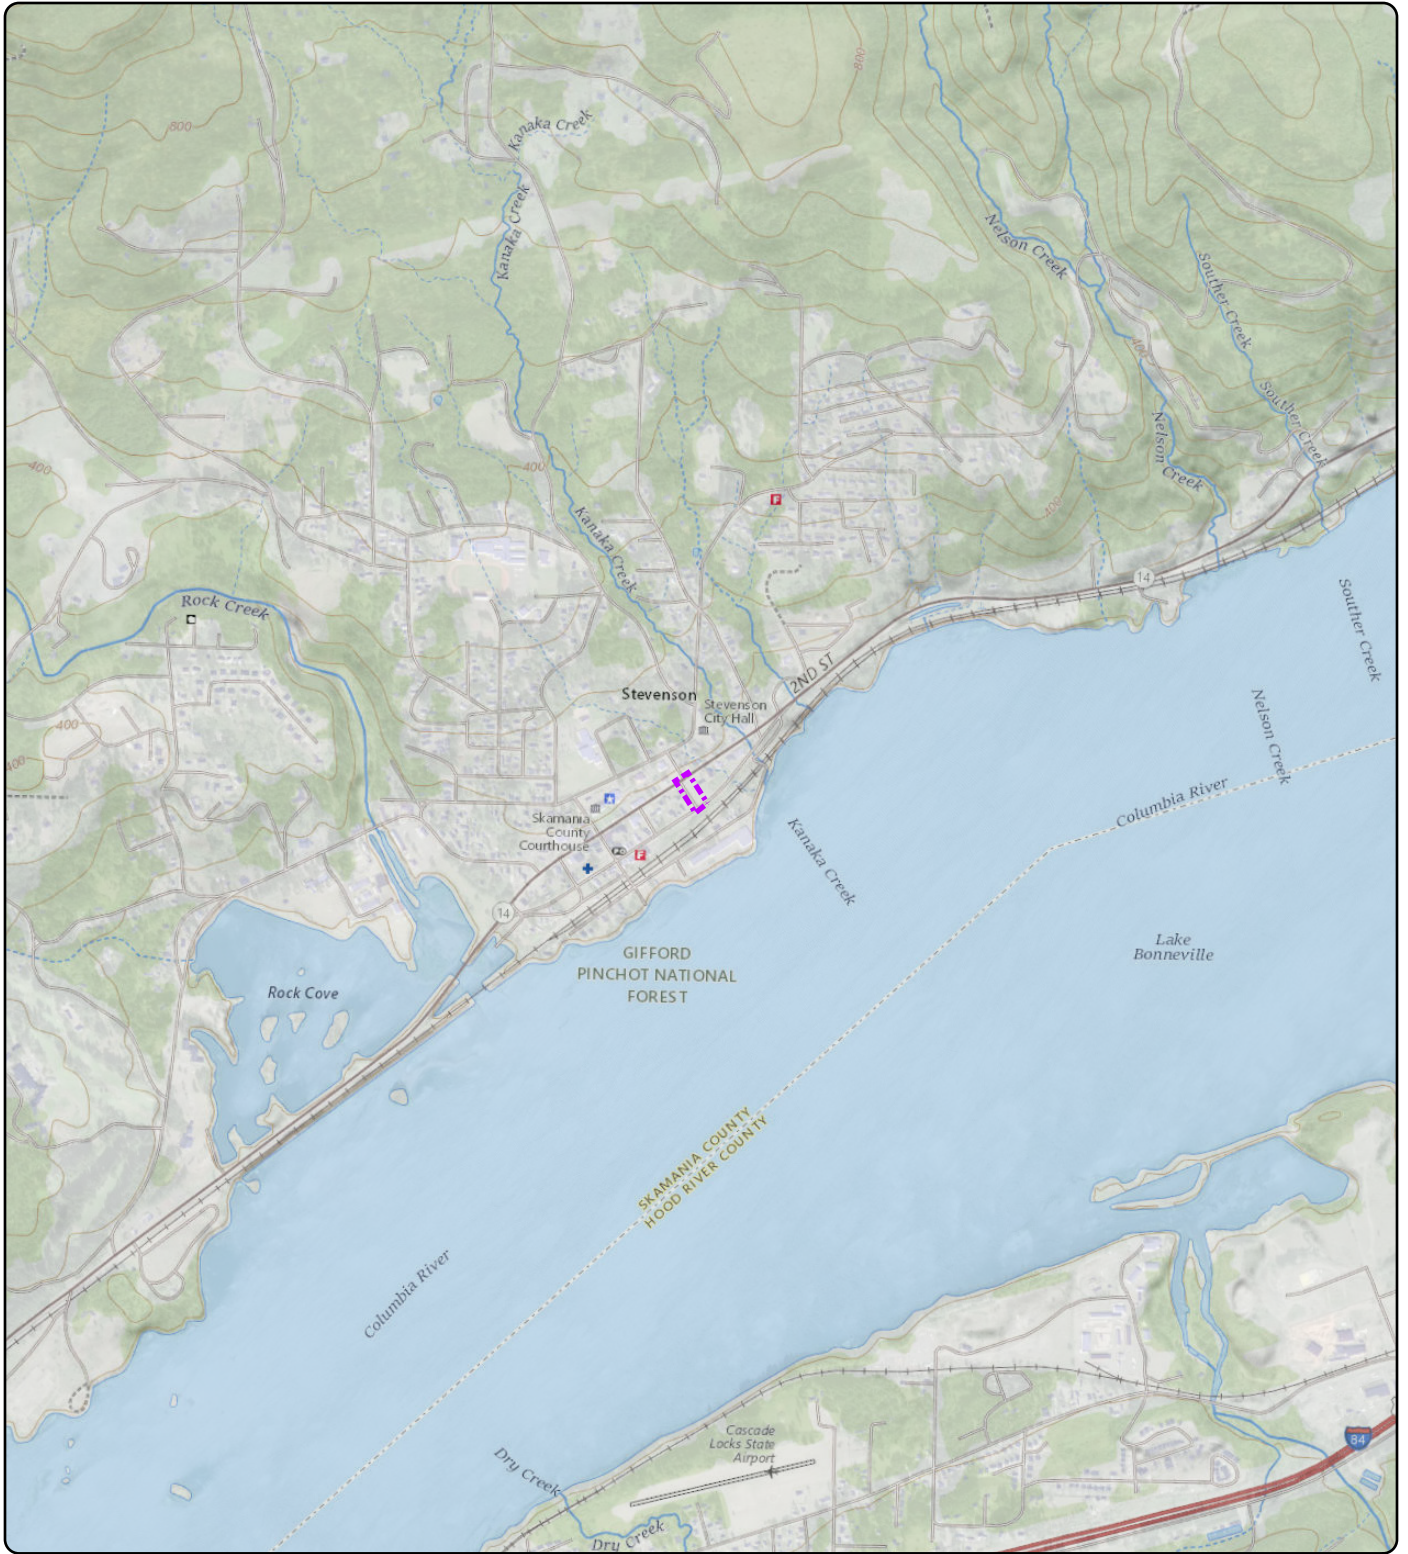 800
800
Kanaka Creek
Kanaka Creek
Nelson Creek
Souther Creek
400
Souther Creek
Nelson Creek
400
400
400
Kanaka Creek
14
Rock Creek
Souther Creek
2ND ST
Stevenson
Stevenson
City Hall
Nelson Creek
400
400
Columbia River
Skamania
County
Courthouse
Kanaka Creek
F
F
14
Lake
Bonneville
GIFFORD
PINCHOT NATIONAL
FOREST
Rock Cove
SKAMANIA COUNTY
HOOD RIVER COUNTY
Columbia River
Cascade
Locks State
Airport
84
Dry Creek
Dry Creek